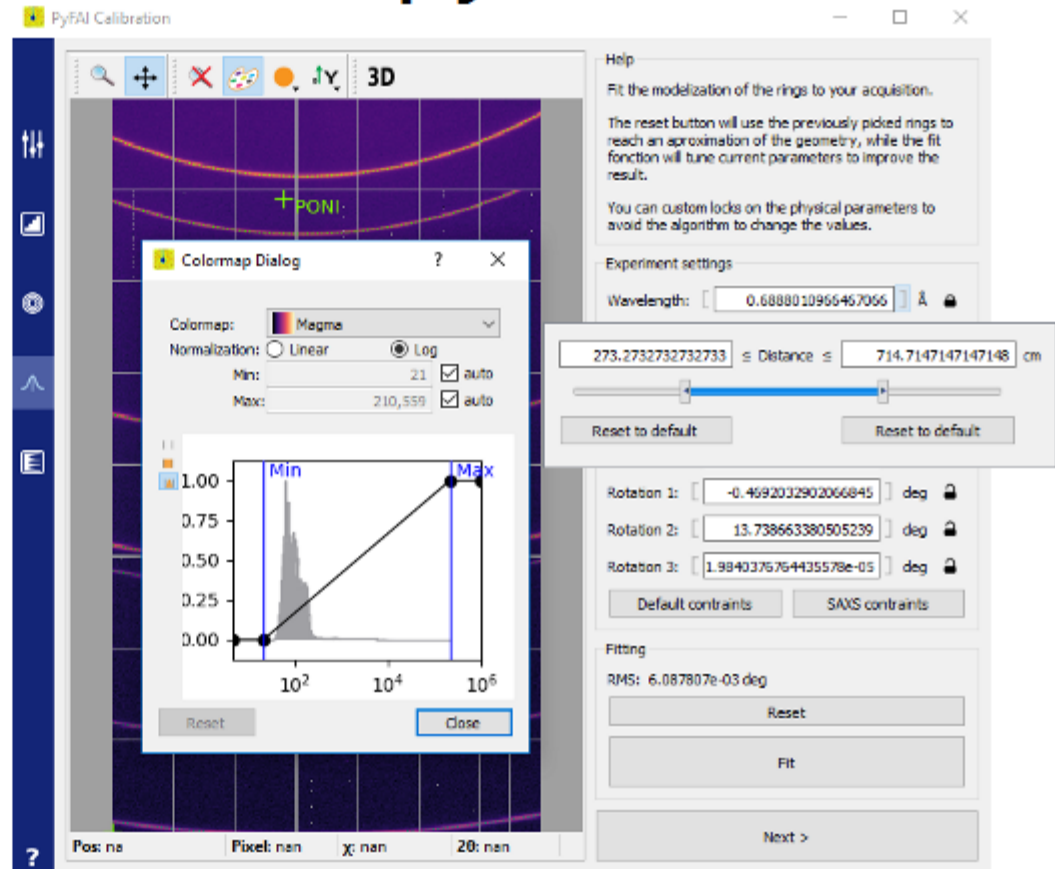 PyFAI Calibration
3D
Help
Fit the modelization of the rings to your acquisition.
The reset button will use the previously picked rings to
reach an aproximation of the geometry, while the fit
fonction will tune current parameters to improve the
result.
You can custom locks on the physical parameters to
avoid the algorithm to change the values.
PONI
Colormap Dialog
?
Experiment settings
Wavelength: [ 0.6888010966467066 ] Å
Colormap: Magma
Normalization: Linear Log
Min: 21 auto
Max: 210,559 auto
273.2732732732733 ≤ Distance ≤ 714.7147147147148 cm
Reset to default Reset to default
Min Max
1.00
0.75
0.50
0.25
0.00
10² 10⁴ 10⁶
Reset Close
Rotation 1: [ -0.4692032902066845 ] deg
Rotation 2: [ 13.738663380505239 ] deg
Rotation 3: [ 1.9840376764435578e-05 ] deg
Default contraints SAXS contraints
Fitting
RMS: 6.087807e-03 deg
Reset
Fit
Next >
Pos: na Pixel: nan χ: nan 2θ: nan
?